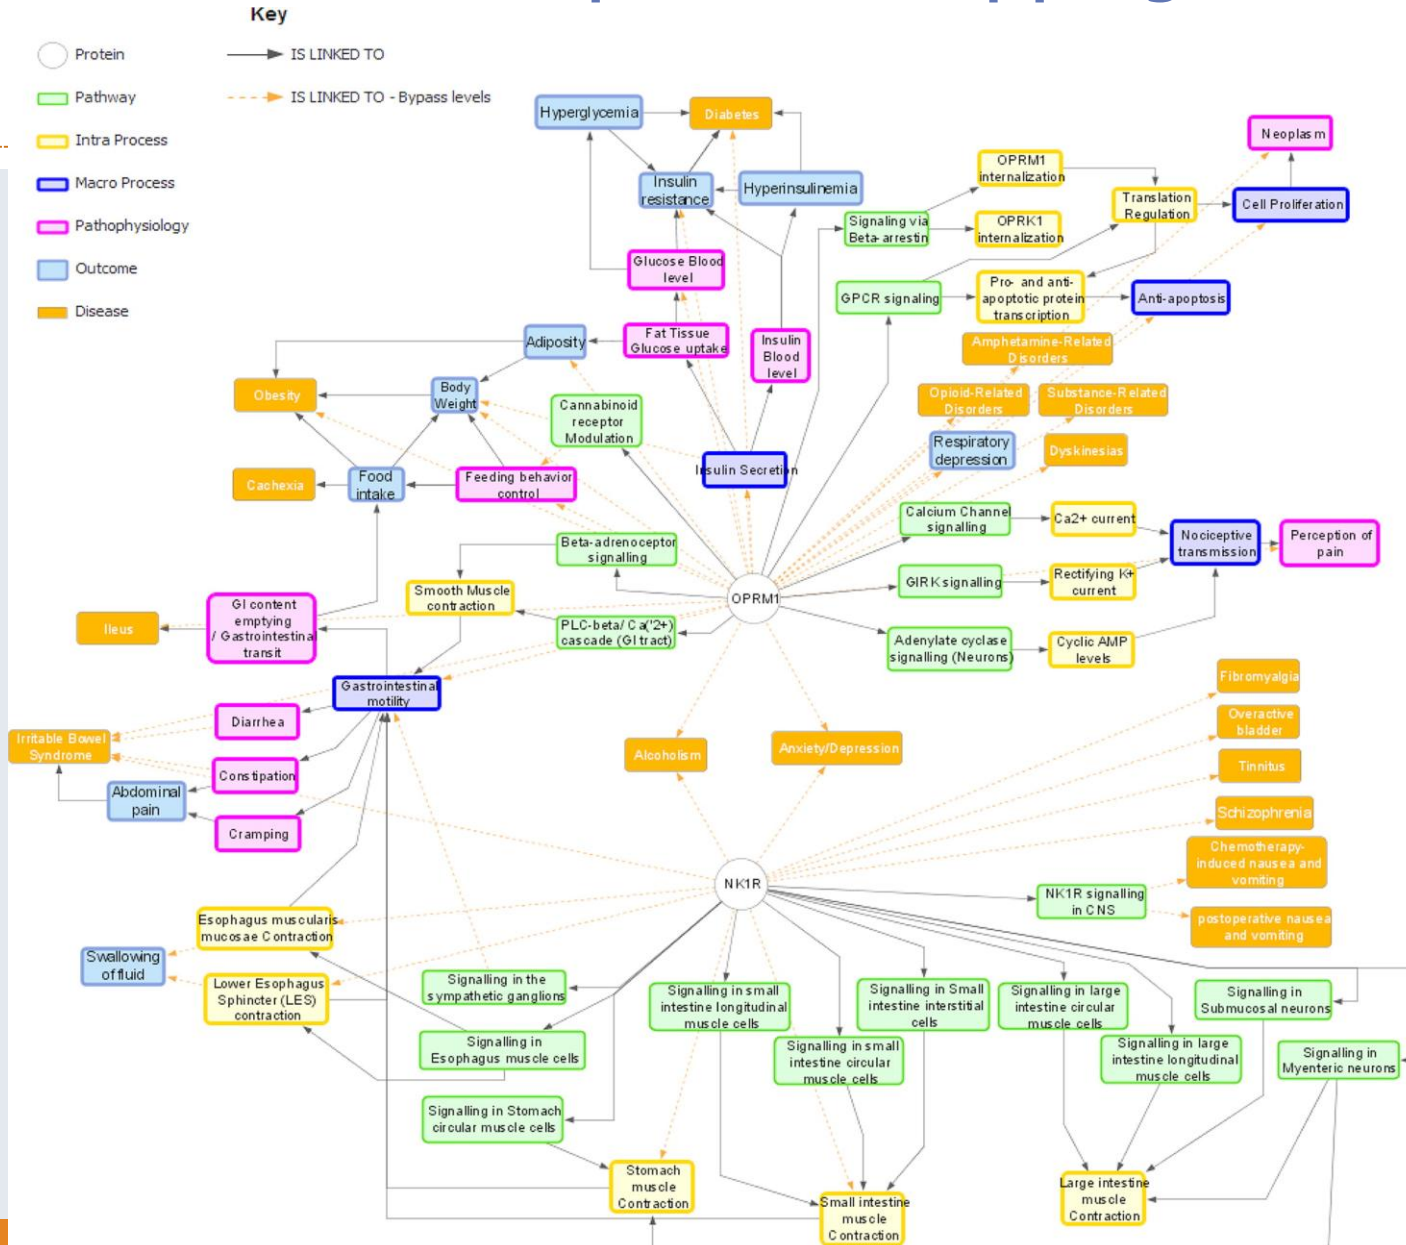 Key
Protein
IS LINKED TO
Pathway
IS LINKED TO - Bypass levels
Intra Process
Macro Process
Pathophysiology
Outcome
Disease
Hyperglycemia
Diabetes
Neoplasm
Insulin
resistance
Hyperinsulinemia
OPRM1
internalization
Translation
Regulation
Cell Proliferation
Signaling via
Beta-arrestin
OPRK1
internalization
Glucose Blood
level
GPCR signaling
Pro- and anti-
apoptotic protein
transcription
Anti-apoptosis
Adiposity
Fat Tissue
Glucose uptake
Insulin
Blood
level
Amphetamine-Related
Disorders
Obesity
Body
Weight
Cannabinoid
receptor
Modulation
Opioid-Related
Disorders
Substance-Related
Disorders
Respiratory
depression
Dyskinesias
Cachexia
Food
intake
Feeding behavior
control
Insulin Secretion
Calcium Channel
signalling
Ca2+ current
Nociceptive
transmission
Perception of
pain
Beta-adrenoceptor
signalling
Smooth Muscle
contraction
OPRM1
GIRK signalling
Rectifying K+
current
Ileus
GI content
emptying
/ Gastrointestinal
transit
PLC-beta/ Ca('2+)
cascade (GI tract)
Adenylate cyclase
signalling (Neurons)
Cyclic AMP
levels
Gastrointestinal
motility
Fibromyalgia
Diarrhea
Overactive
bladder
Irritable Bowel
Syndrome
Alcoholism
Anxiety/Depression
Tinnitus
Constipation
Abdominal
pain
Cramping
Schizophrenia
Chemotherapy-
induced nausea and
vomiting
NK1R
NK1R signalling
in CNS
postoperative nausea
and vomiting
Esophagus muscularis
mucosae Contraction
Swallowing
of fluid
Lower Esophagus
Sphincter (LES)
contraction
Signalling in the
sympathetic ganglions
Signalling in small
intestine longitudinal
muscle cells
Signalling in Small
intestine interstitial
cells
Signalling in large
intestine circular
muscle cells
Signalling in
Submucosal neurons
Signalling in
Esophagus muscle cells
Signalling in small
intestine circular
muscle cells
Signalling in large
intestine longitudinal
muscle cells
Signalling in
Myenteric neurons
Signalling in Stomach
circular muscle cells
Stomach
muscle
Contraction
Small intestine
muscle
Contraction
Large intestine
muscle
Contraction